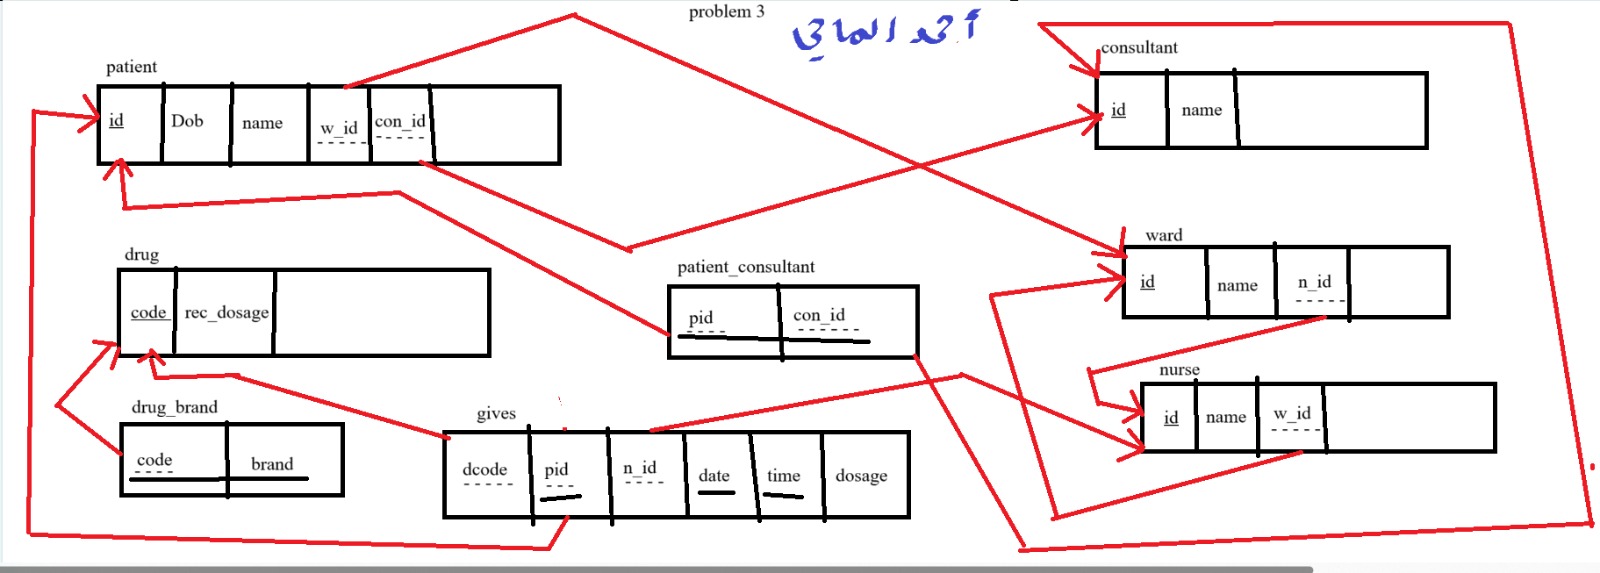 problem 3
أحمد الماحي
consultant
id name
patient
id Dob name w_id con_id
ward
id name n_id
drug
code rec_dosage
patient_consultant
pid con_id
nurse
id name w_id
drug_brand
code brand
gives
dcode pid n_id date time dosage